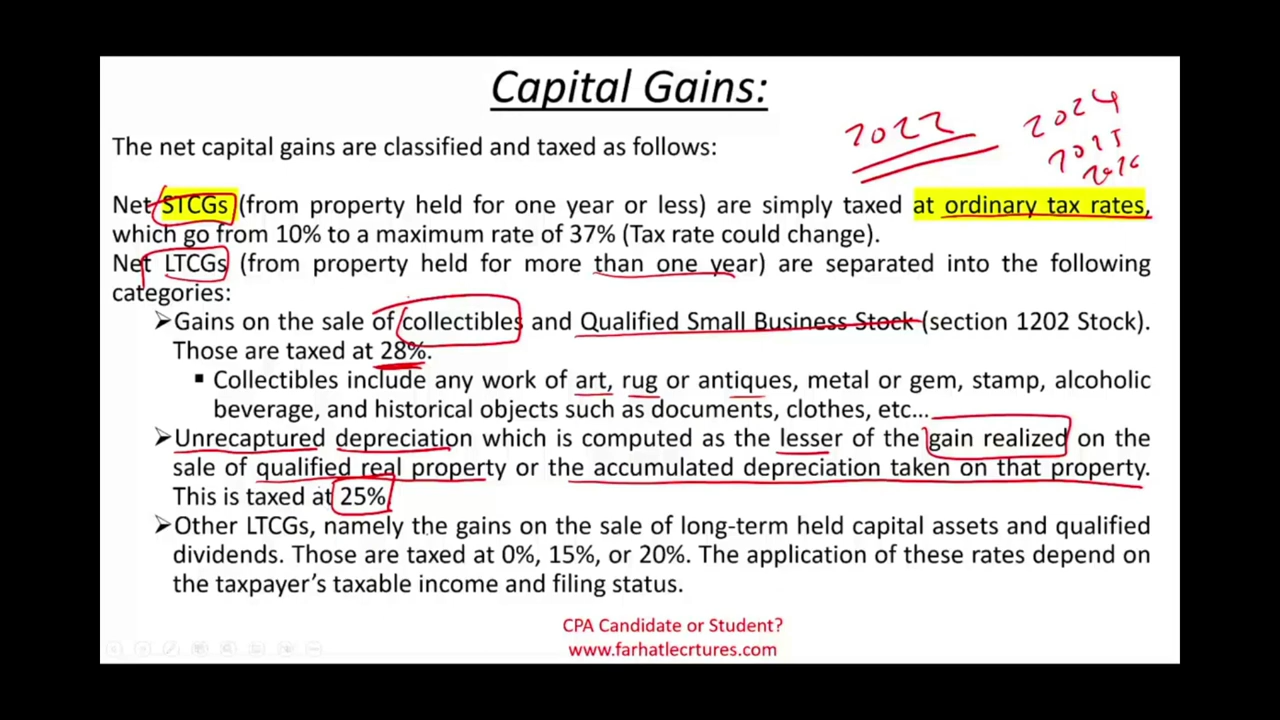 Capital Gains:
2022
2024
2025
2026
The net capital gains are classified and taxed as follows:
Net STCGs (from property held for one year or less) are simply taxed at ordinary tax rates,
which go from 10% to a maximum rate of 37% (Tax rate could change).
Net LTCGs (from property held for more than one year) are separated into the following
categories:
➢Gains on the sale of collectibles and Qualified Small Business Stock (section 1202 Stock).
Those are taxed at 28%.
▪ Collectibles include any work of art, rug or antiques, metal or gem, stamp, alcoholic
beverage, and historical objects such as documents, clothes, etc…
➢Unrecaptured depreciation which is computed as the lesser of the gain realized on the
sale of qualified real property or the accumulated depreciation taken on that property.
This is taxed at 25%
➢Other LTCGs, namely the gains on the sale of long-term held capital assets and qualified
dividends. Those are taxed at 0%, 15%, or 20%. The application of these rates depend on
the taxpayer’s taxable income and filing status.
CPA Candidate or Student?
www.farhatlecrtures.com